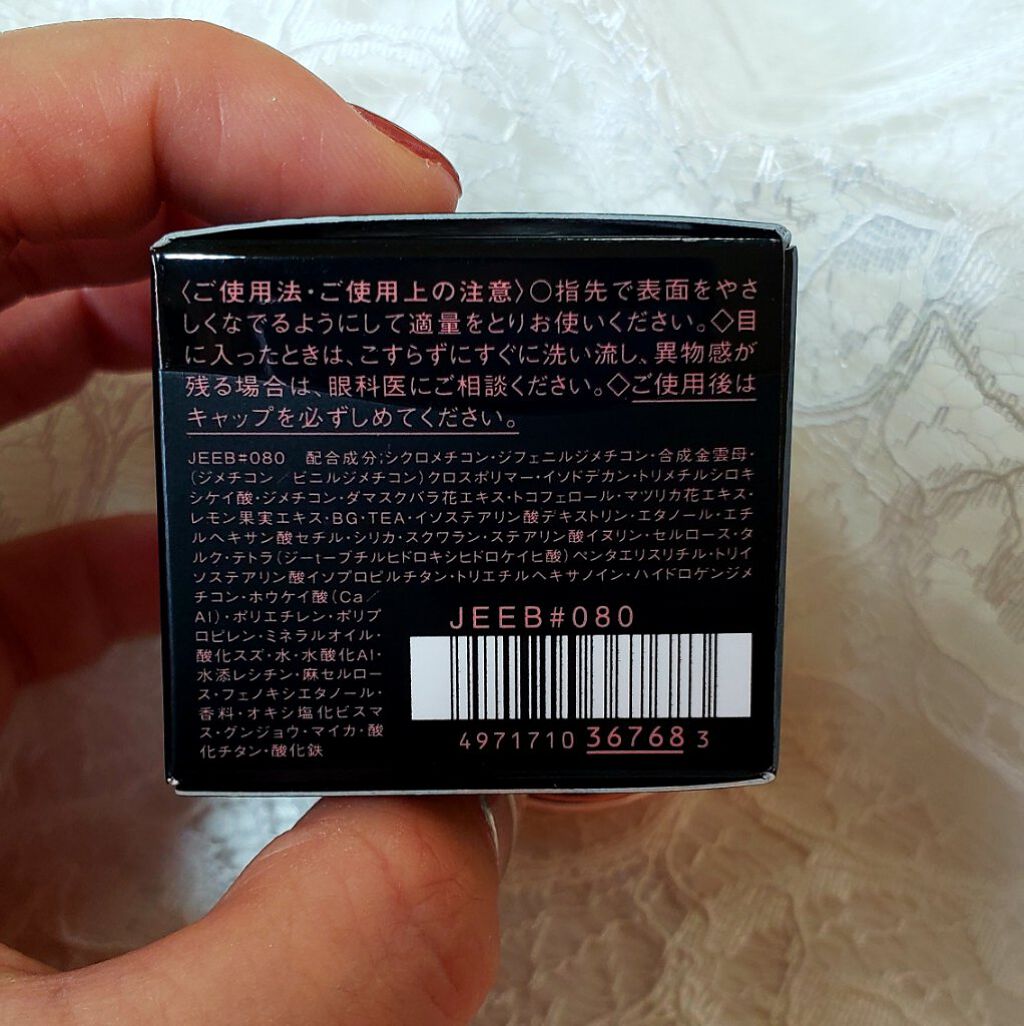 〈ご使用法・ご使用上の注意〉○指先で表面をやさ
しくなでるようにして適量をとりお使いください。◇目
に入ったときは、こすらずにすぐに洗い流し、異物感が
残る場合は、眼科医にご相談ください。◇ご使用後は
キャップを必ずしめてください。
JEEB#080 配合成分;シクロメチコン・ジフェニルジメチコン・合成金雲母・
(ジメチコン/ビニルジメチコン)クロスポリマー・イソドデカン・トリメチルシロキ
シケイ酸・ジメチコン・ダマスクバラ花エキス・トコフェロール・マツリカ花エキス・
レモン果実エキス・BG・TEA・イソステアリン酸デキストリン・エタノール・エチ
ルヘキサン酸セチル・シリカ・スクワラン・ステアリン酸イヌリン・セルロース・タ
ルク・テトラ(ジーtーブチルヒドロキシヒドロケイヒ酸)ペンタエリスリチル・トリイ
ソステアリン酸イソプロピルチタン・トリエチルヘキサノイン・ハイドロゲンジメ
チコン・ホウケイ酸(Ca/
Al)・ポリエチレン・ポリプ
ロピレン・ミネラルオイル・
酸化スズ・水・水酸化Al・
水添レシチン・麻セルロー
ス・フェノキシエタノール・
香料・オキシ塩化ビスマ
ス・グンジョウ・マイカ・酸
化チタン・酸化鉄
JEEB#080
4971710 36768 3